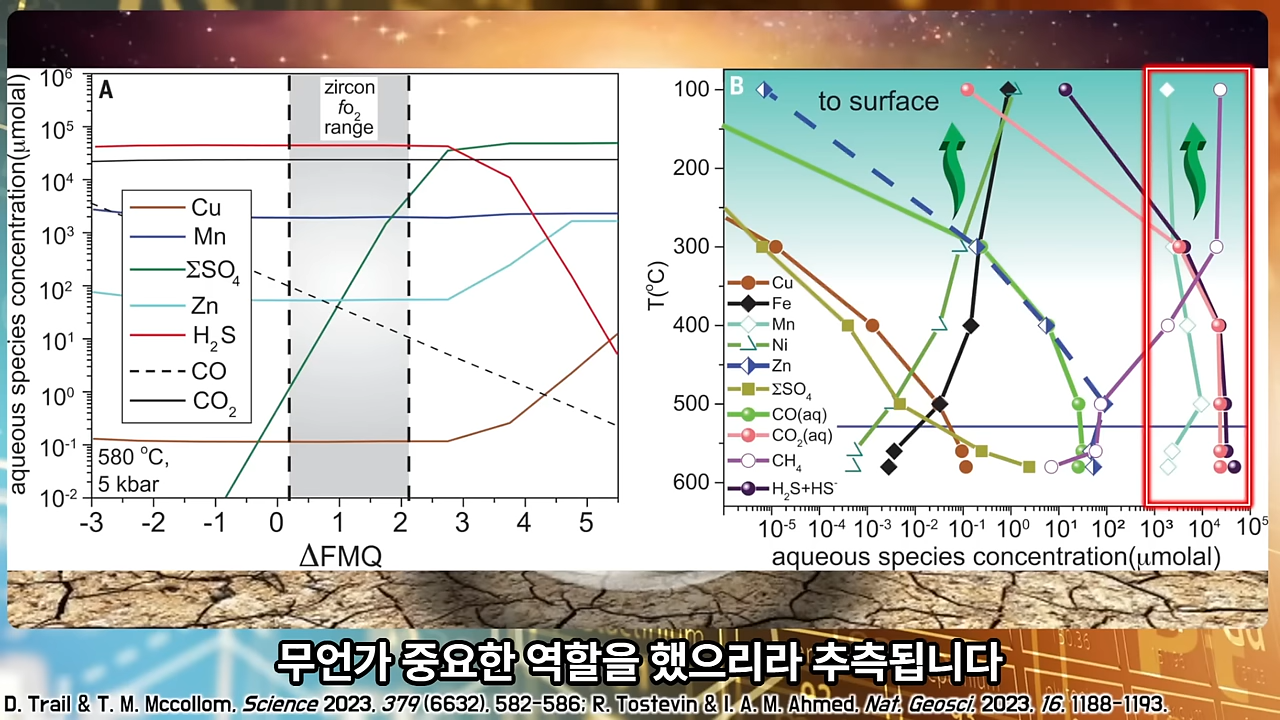 A
zircon
fO2
range
aqueous species concentration(μmolal)
10^6
10^5
10^4
10^3
10^2
10^1
10^0
10^-1
10^-2
Cu
Mn
ΣSO4
Zn
H2S
CO
CO2
580 °C,
5 kbar
-3 -2 -1 0 1 2 3 4 5
ΔFMQ
B
to surface
T(°C)
100
200
300
400
500
600
Cu
Fe
Mn
Ni
Zn
ΣSO4
CO(aq)
CO2(aq)
CH4
H2S+HS-
10^-5 10^-4 10^-3 10^-2 10^-1 10^0 10^1 10^2 10^3 10^4 10^5
aqueous species concentration(μmolal)
무언가 중요한 역할을 했으리라 추측됩니다
D. Trail & T. M. Mccollom, Science 2023, 379 (6632), 582-586; R. Tostevin & I. A. M. Ahmed, Nat. Geosci. 2023, 16, 1188-1193.